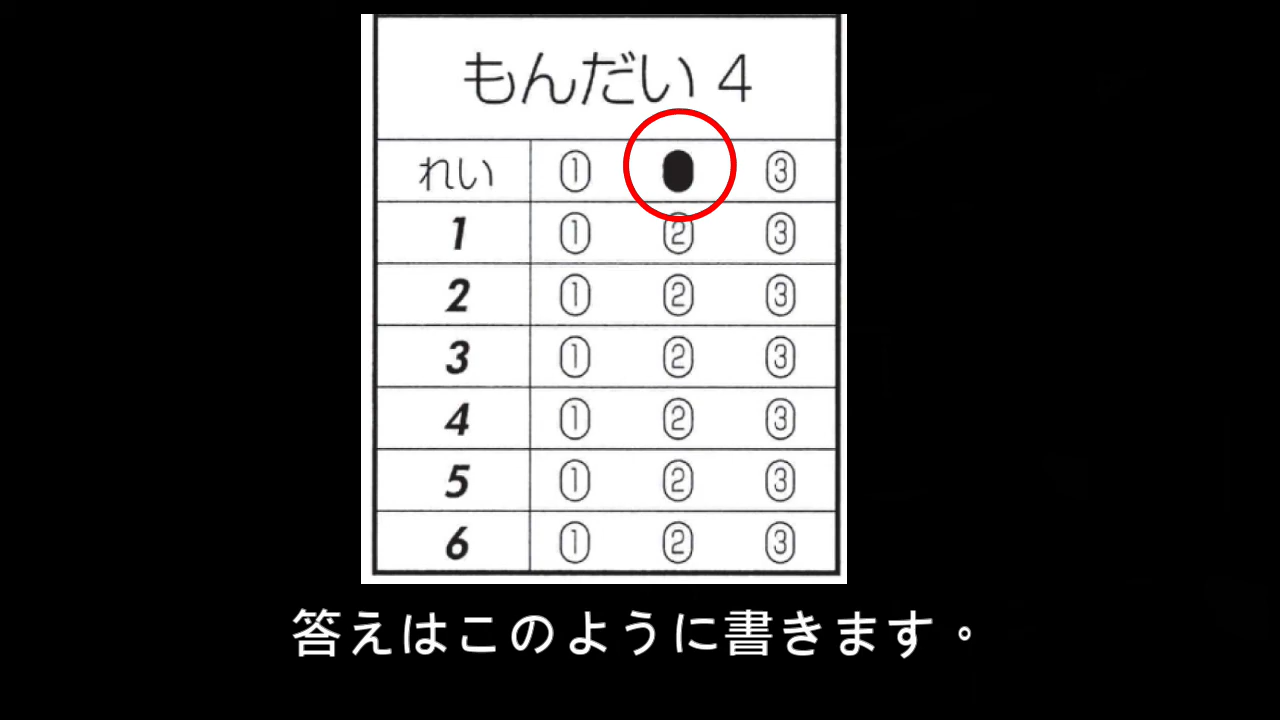 もんだい 4
れい ① ③
1 ① ② ③
2 ① ② ③
3 ① ② ③
4 ① ② ③
5 ① ② ③
6 ① ② ③
答えはこのように書きます。